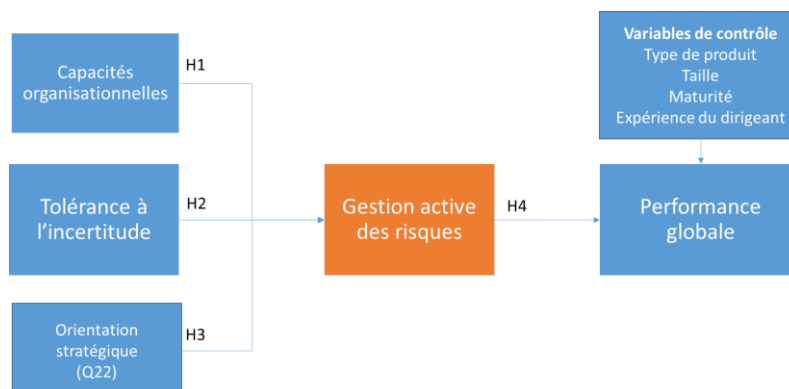 Capacités
organisationnelles
H1
Variables de contrôle
Type de produit
Taille
Maturité
Expérience du dirigeant
Tolérance à
l'incertitude
H2
Gestion active
des risques
H4
Performance
globale
Orientation
stratégique
(Q22)
H3